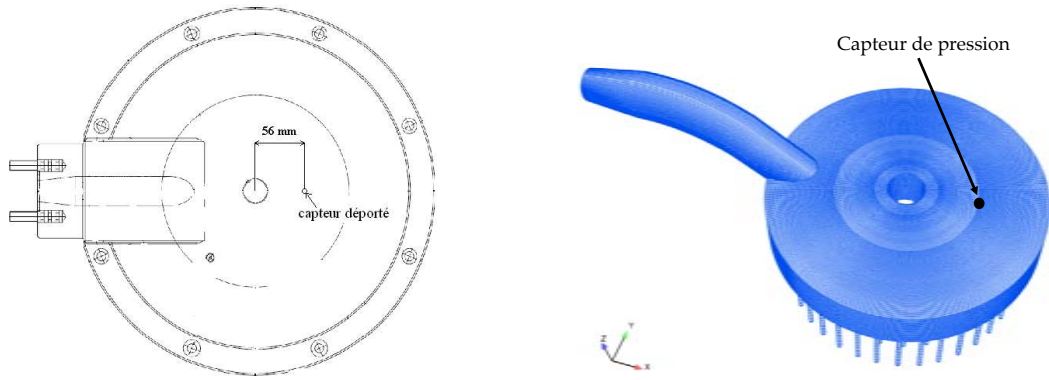 56 mm
capteur déporté
Capteur de pression
Y
Z
X